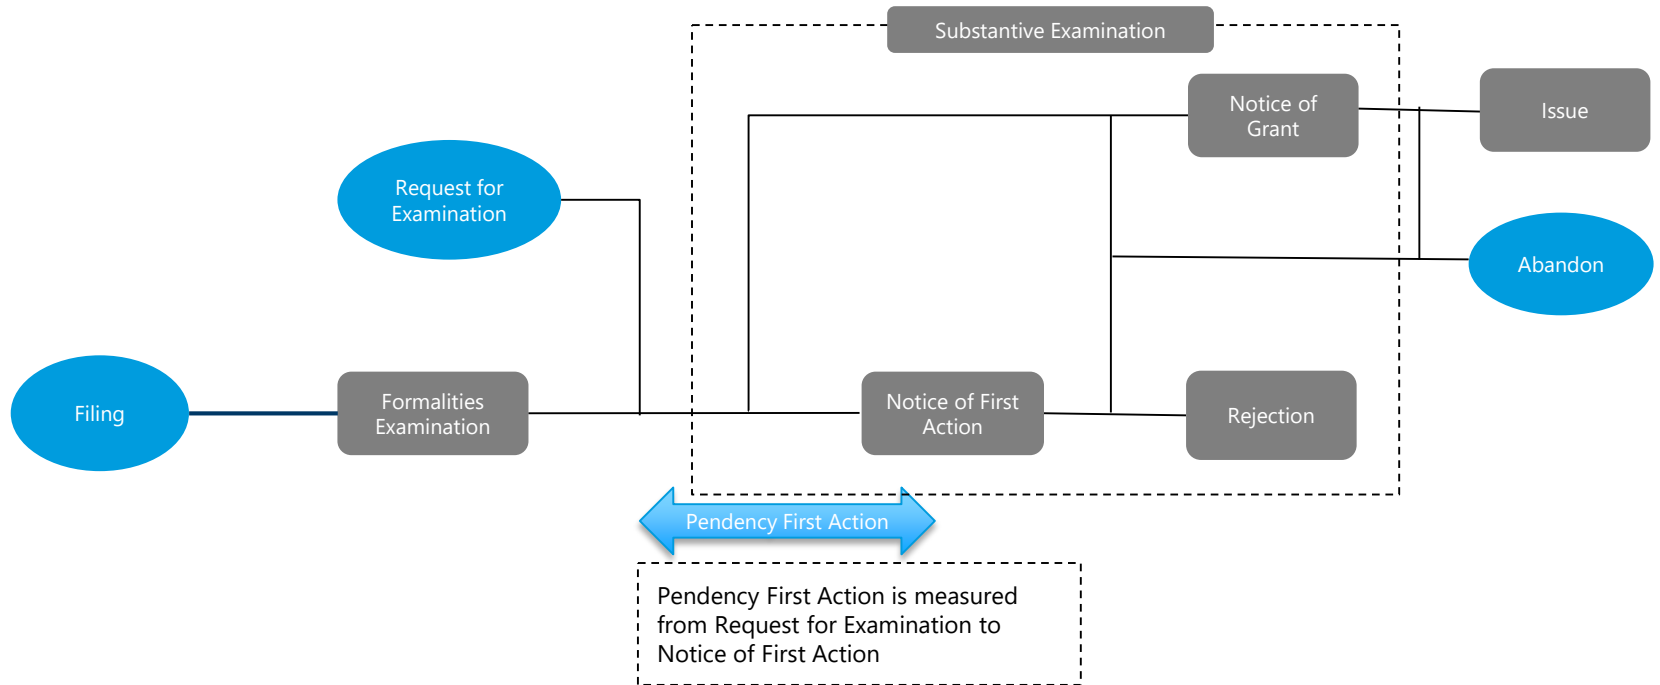 Substantive Examination
Notice of
Grant
Issue
Request for
Examination
Abandon
Filing
Formalities
Examination
Notice of First
Action
Rejection
Pendency First Action
Pendency First Action is measured
from Request for Examination to
Notice of First Action